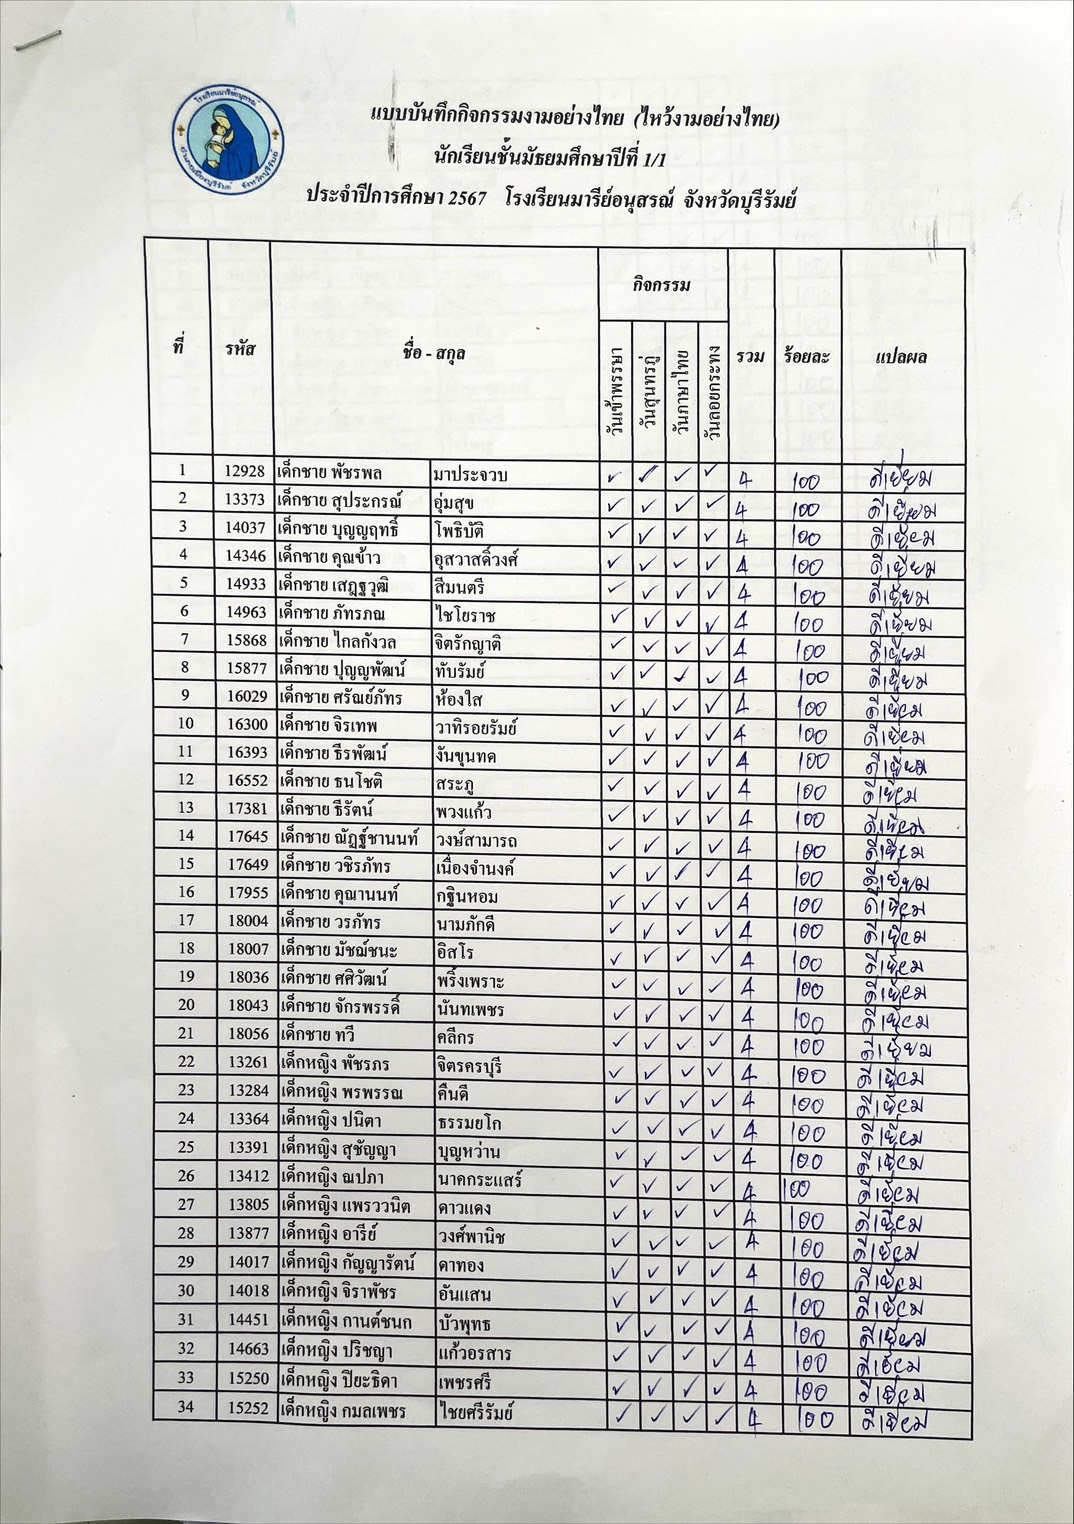 โรงเรียนมารีย์อนุสรณ์
อำเภอเมืองบุรีรัมย์ จังหวัดบุรีรัมย์
แบบบันทึกกิจกรรมงามอย่างไทย (ไหว้งามอย่างไทย)
นักเรียนชั้นมัธยมศึกษาปีที่ 1/1
ประจำปีการศึกษา 2567 โรงเรียนมารีย์อนุสรณ์ จังหวัดบุรีรัมย์
ที่ รหัส ชื่อ - สกุล กิจกรรม รวม ร้อยละ แปลผล
วันเข้าพรรษา วันสุนทรภู่ วันภาษาไทย วันลอยกระทง
1 12928 เด็กชาย พัชรพล มาประจวบ ✓ ✓ ✓ ✓ 4 100 ดีเยี่ยม
2 13373 เด็กชาย สุประกรณ์ อุ่มสุข ✓ ✓ ✓ ✓ 4 100 ดีเยี่ยม
3 14037 เด็กชาย บุญญฤทธิ์ โพธิบัติ ✓ ✓ ✓ ✓ 4 100 ดีเยี่ยม
4 14346 เด็กชาย คุณข้าว อุสวาสดิ์วงศ์ ✓ ✓ ✓ ✓ 4 100 ดีเยี่ยม
5 14933 เด็กชาย เสฎฐวุฒิ สีมนตรี ✓ ✓ ✓ ✓ 4 100 ดีเยี่ยม
6 14963 เด็กชาย ภัทรภณ ไชโยราช ✓ ✓ ✓ ✓ 4 100 ดีเยี่ยม
7 15868 เด็กชาย ไกลกังวล จิตรักญาติ ✓ ✓ ✓ ✓ 4 100 ดีเยี่ยม
8 15877 เด็กชาย ปุญญพัฒน์ ทับรัมย์ ✓ ✓ ✓ ✓ 4 100 ดีเยี่ยม
9 16029 เด็กชาย ศรัณย์ภัทร ห้องใส ✓ ✓ ✓ ✓ 4 100 ดีเยี่ยม
10 16300 เด็กชาย จิรเทพ วาทิรอยรัมย์ ✓ ✓ ✓ ✓ 4 100 ดีเยี่ยม
11 16393 เด็กชาย ธีรพัฒน์ งันขุนทด ✓ ✓ ✓ ✓ 4 100 ดีเยี่ยม
12 16552 เด็กชาย ธนโชติ สระภู ✓ ✓ ✓ ✓ 4 100 ดีเยี่ยม
13 17381 เด็กชาย ธีรัตน์ พวงแก้ว ✓ ✓ ✓ ✓ 4 100 ดีเยี่ยม
14 17645 เด็กชาย ณัฏฐ์ชานนท์ วงษ์สามารถ ✓ ✓ ✓ ✓ 4 100 ดีเยี่ยม
15 17649 เด็กชาย วชิรภัทร เนื่องจำนงค์ ✓ ✓ ✓ ✓ 4 100 ดีเยี่ยม
16 17955 เด็กชาย คุณานนท์ กฐินหอม ✓ ✓ ✓ ✓ 4 100 ดีเยี่ยม
17 18004 เด็กชาย วรภัทร นามภักดี ✓ ✓ ✓ ✓ 4 100 ดีเยี่ยม
18 18007 เด็กชาย มัชฌ์ชนะ อิสโร ✓ ✓ ✓ ✓ 4 100 ดีเยี่ยม
19 18036 เด็กชาย ศศิวัฒน์ พริ้งเพราะ ✓ ✓ ✓ ✓ 4 100 ดีเยี่ยม
20 18043 เด็กชาย จักรพรรดิ์ นันทเพชร ✓ ✓ ✓ ✓ 4 100 ดีเยี่ยม
21 18056 เด็กชาย ทวี คลีกร ✓ ✓ ✓ ✓ 4 100 ดีเยี่ยม
22 13261 เด็กหญิง พัชรภร จิตรครบุรี ✓ ✓ ✓ ✓ 4 100 ดีเยี่ยม
23 13284 เด็กหญิง พรพรรณ คืนดี ✓ ✓ ✓ ✓ 4 100 ดีเยี่ยม
24 13364 เด็กหญิง ปนิตา ธรรมยโก ✓ ✓ ✓ ✓ 4 100 ดีเยี่ยม
25 13391 เด็กหญิง สุชัญญา บุญหว่าน ✓ ✓ ✓ ✓ 4 100 ดีเยี่ยม
26 13412 เด็กหญิง ณปภา นาคกระแสร์ ✓ ✓ ✓ ✓ 4 100 ดีเยี่ยม
27 13805 เด็กหญิง แพรววนิต ดาวแดง ✓ ✓ ✓ ✓ 4 100 ดีเยี่ยม
28 13877 เด็กหญิง อารีย์ วงศ์พานิช ✓ ✓ ✓ ✓ 4 100 ดีเยี่ยม
29 14017 เด็กหญิง กัญญารัตน์ คาทอง ✓ ✓ ✓ ✓ 4 100 ดีเยี่ยม
30 14018 เด็กหญิง จิราพัชร อันแสน ✓ ✓ ✓ ✓ 4 100 ดีเยี่ยม
31 14451 เด็กหญิง กานต์ชนก บัวพุทธ ✓ ✓ ✓ ✓ 4 100 ดีเยี่ยม
32 14663 เด็กหญิง ปริชญา แก้วอรสาร ✓ ✓ ✓ ✓ 4 100 ดีเยี่ยม
33 15250 เด็กหญิง ปิยะธิดา เพชรศรี ✓ ✓ ✓ ✓ 4 100 ดีเยี่ยม
34 15252 เด็กหญิง กมลเพชร ไชยศรีรัมย์ ✓ ✓ ✓ ✓ 4 100 ดีเยี่ยม